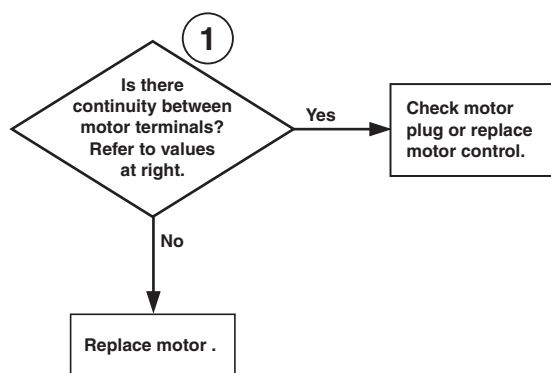 1
Is there
continuity between
motor terminals?
Refer to values
at right.
Yes
Check motor
plug or replace
motor control.
No
Replace motor .